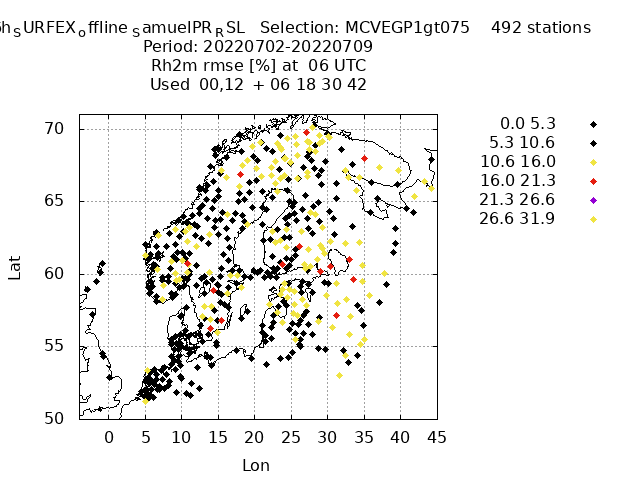 SURFEXoffline SamuelPRRSL Selection: MCVEGP1gt075 492 stations
Period: 20220702-20220709
Rh2m rmse [%] at 06 UTC
Used 00,12 + 06 18 30 42
0.0 5.3
5.3 10.6
10.6 16.0
16.0 21.3
21.3 26.6
26.6 31.9
70
65
60
55
50
Lat
0 5 10 15 20 25 30 35 40 45
Lon